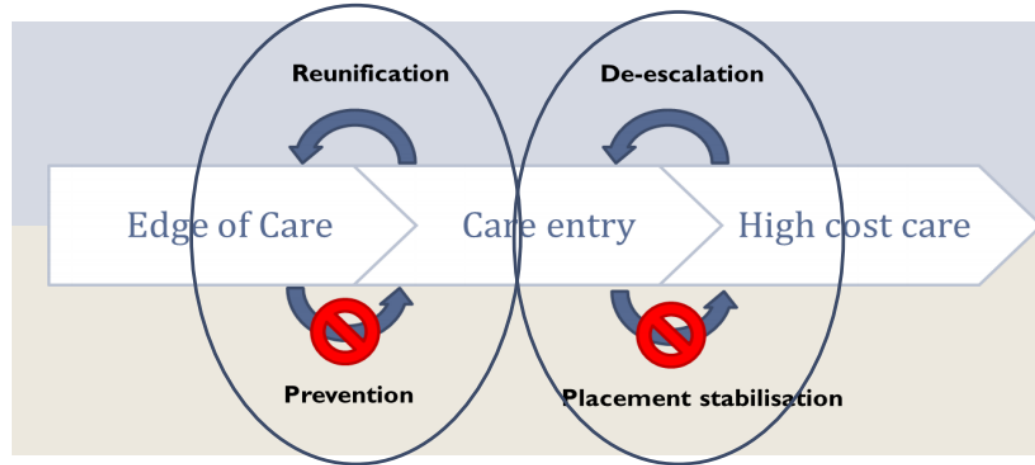 Reunification
De-escalation
Edge of Care
Care entry
High cost care
Prevention
Placement stabilisation